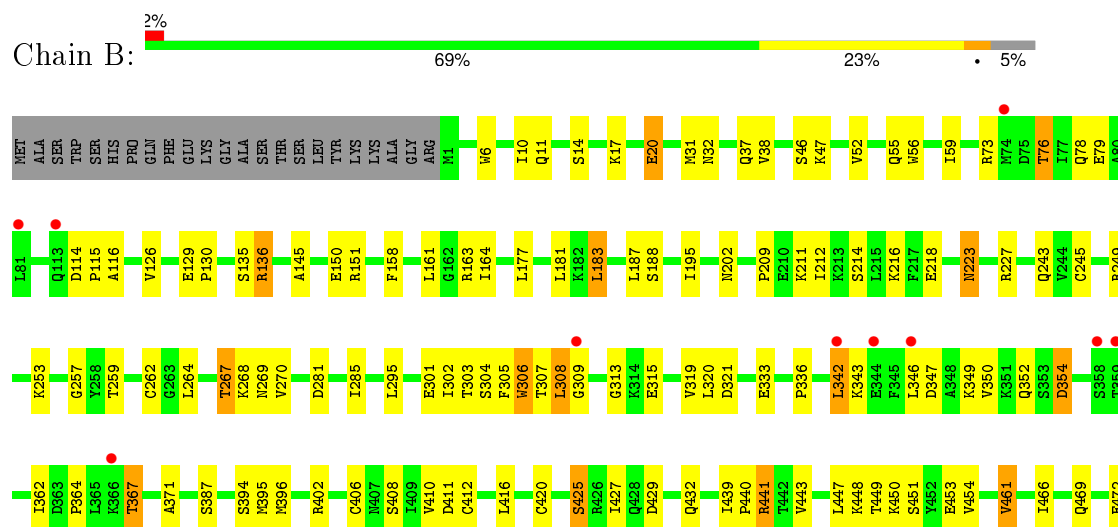 2%
Chain B:
69% 23% • 5%
MET ALA SER TRP SER HIS PRO GLN PHE GLU LYS GLY ALA SER THR SER LEU TYR LYS LYS ALA GLY ARG M1 W6 I10 Q11 S14 K17 E20 M31 N32 Q37 V38 S46 K47 V52 Q55 W56 I59 R73 M74 D75 T76 I77 Q78 E79 A80
L81 Q113 D114 P115 A116 V126 E129 P130 S135 R136 A145 E150 R151 F158 L161 G162 R163 I164 L177 L181 K182 L183 L187 S188 I195 N202 P209 E210 K211 I212 K213 S214 L215 K216 F217 E218 N223 R227 Q243 V244 C245
K253 G257 Y258 T259 C262 G263 L264 T267 K268 N269 V270 D281 I285 L295 E301 I302 T303 S304 F305 W306 T307 L308 G309 G313 K314 E315 V319 L320 D321 E333 P336 L342 K343 E344 F345 L346 D347 A348 K349 V350 K351 Q352 S353 D354 S358 T359
I362 D363 P364 L365 K366 T367 A371 S387 S394 M395 M396 R402 C406 N407 S408 I409 V410 D411 C412 L416 C420 S425 R426 I427 Q428 D429 Q432 I439 P440 R441 T442 V443 L447 K448 T449 K450 S451 Y452 E453 V454 V461 I466 Q469